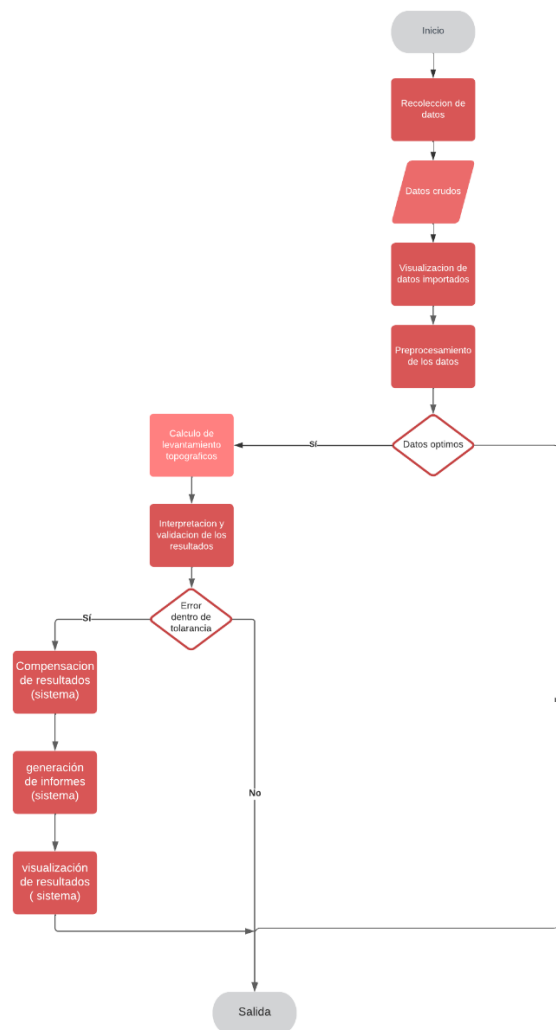 Inicio
Recoleccion de
datos
Datos crudos
Visualizacion de
datos importados
Preprocesamiento
de los datos
Datos optimos
Sí
Calculo de
levantamiento
topograficos
Interpretacion y
validacion de los
resultados
Error
dentro de
tolarancia
Sí
No
Compensacion
de resultados
(sistema)
generación
de informes
(sistema)
visualización
de resultados
( sistema)
Salida